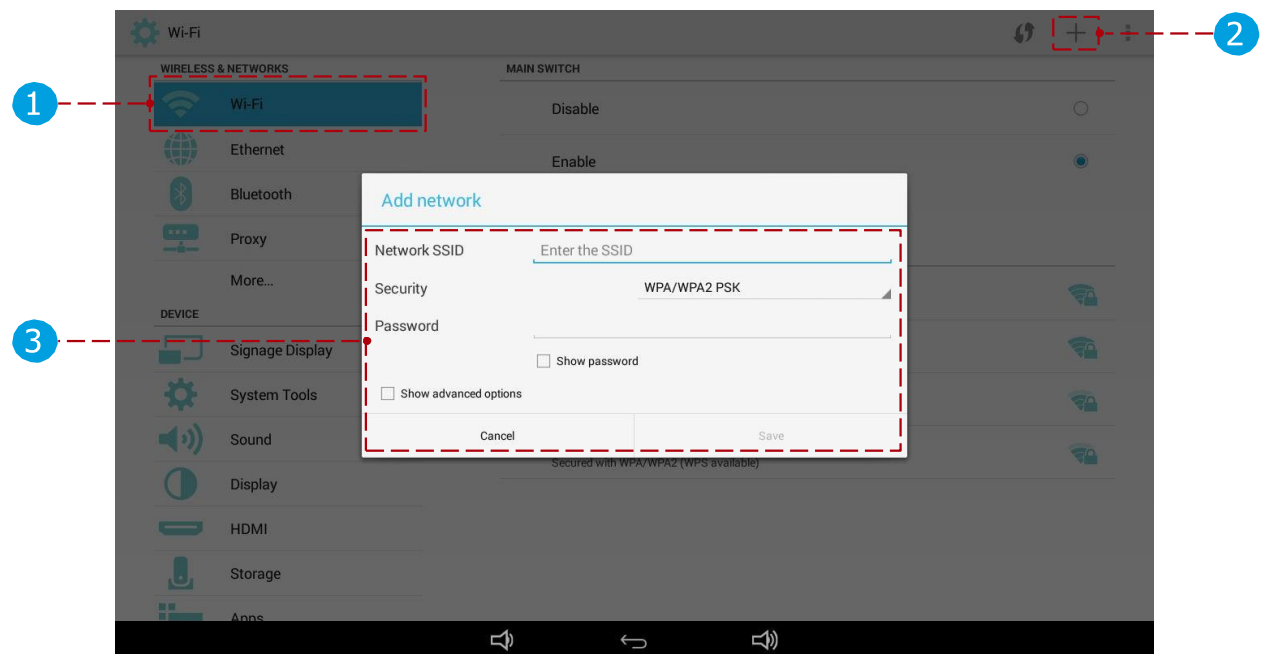 Wi-Fi
2
WIRELESS & NETWORKS
MAIN SWITCH
1
Wi-Fi
Disable
Ethernet
Enable
Bluetooth
Add network
Proxy
Network SSID
Enter the SSID
More...
Security
WPA/WPA2 PSK
DEVICE
Password
3
Signage Display
Show password
System Tools
Show advanced options
Sound
Cancel
Save
Secured with WPA/WPA2 (WPS available)
Display
HDMI
Storage
Apps